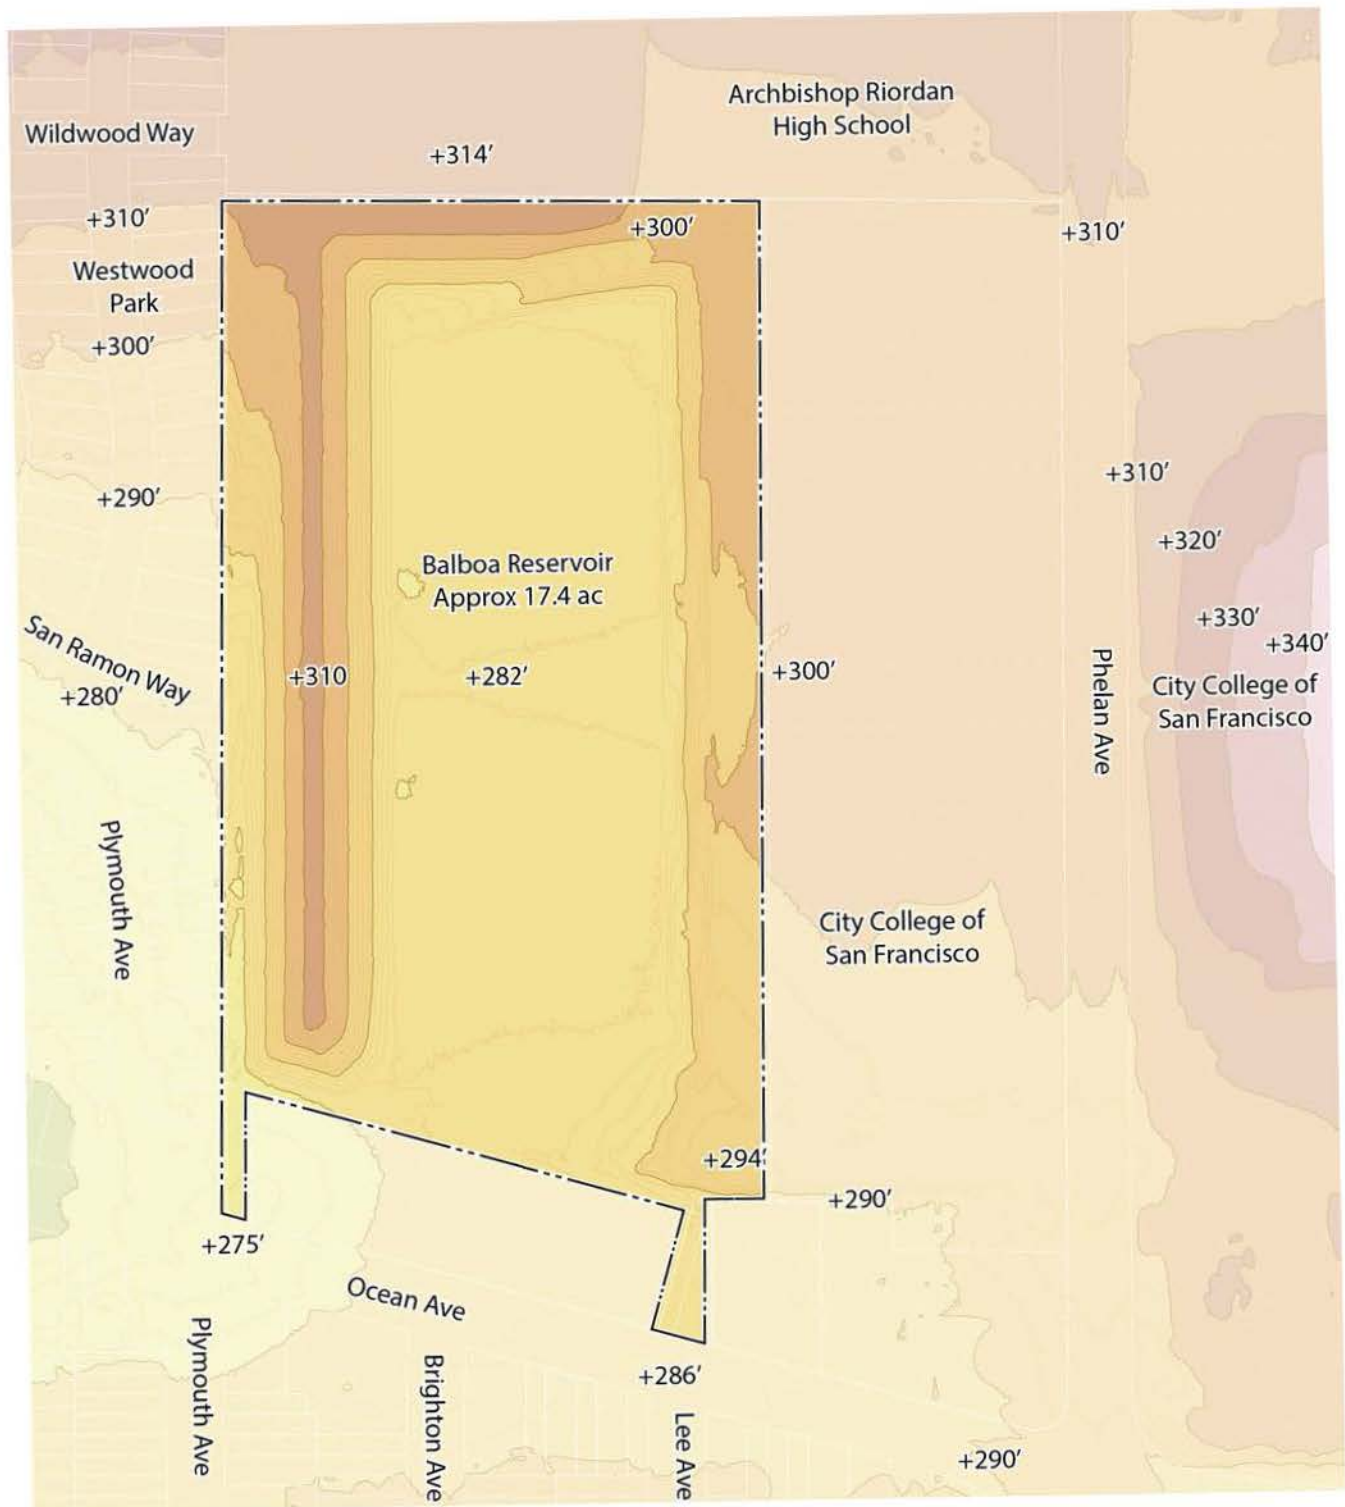 Archbishop Riordan
High School
Wildwood Way
+314′
+310′
+300′
+310′
Westwood
Park
+300′
+310′
+290′
+320′
Balboa Reservoir
Approx 17.4 ac
+330′
+340′
San Ramon Way
+280′
+310
+282′
+300′
Phelan Ave
City College of
San Francisco
Plymouth Ave
City College of
San Francisco
+294′
+290′
+275′
Ocean Ave
Plymouth Ave
Brighton Ave
+286′
Lee Ave
+290′